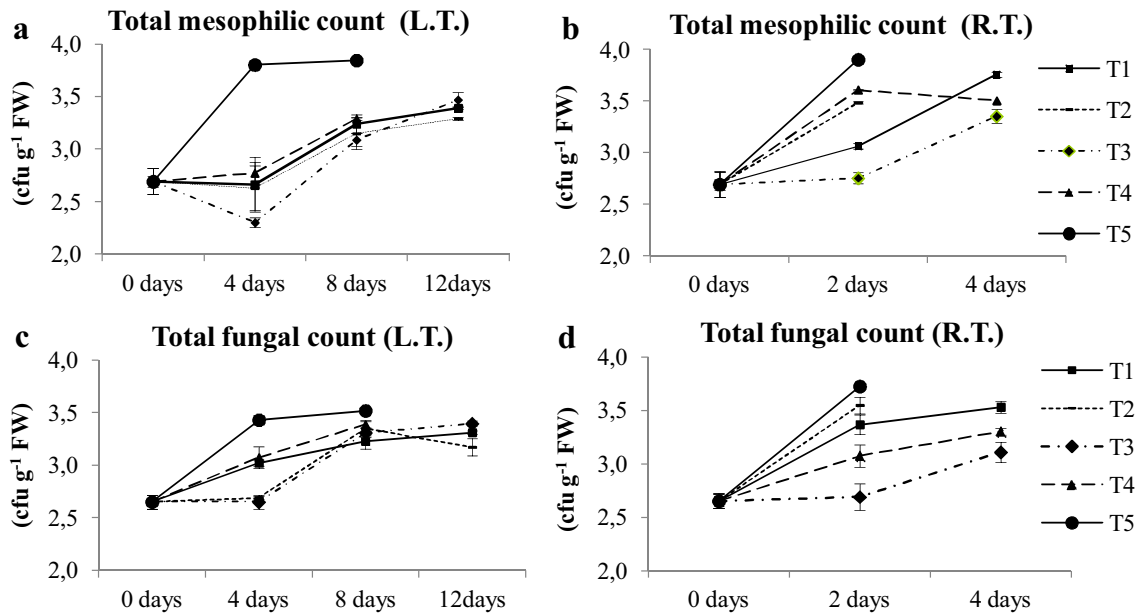 a
Total mesophilic count (L.T.)
(cfu g⁻¹ FW)
4,0
3,5
3,0
2,5
2,0
0 days
4 days
8 days
12days
b
Total mesophilic count (R.T.)
(cfu g⁻¹ FW)
4,0
3,5
3,0
2,5
2,0
0 days
2 days
4 days
T1
T2
T3
T4
T5
c
Total fungal count (L.T.)
(cfu g⁻¹ FW)
4,0
3,5
3,0
2,5
2,0
0 days
4 days
8 days
12days
d
Total fungal count (R.T.)
(cfu g⁻¹ FW)
4,0
3,5
3,0
2,5
2,0
0 days
2 days
4 days
T1
T2
T3
T4
T5